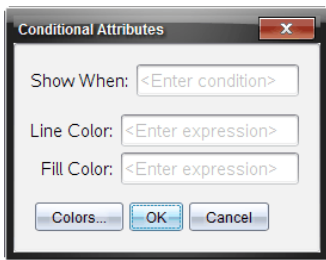 Conditional Attributes
Show When: <Enter condition>
Line Color: <Enter expression>
Fill Color: <Enter expression>
Colors... OK Cancel